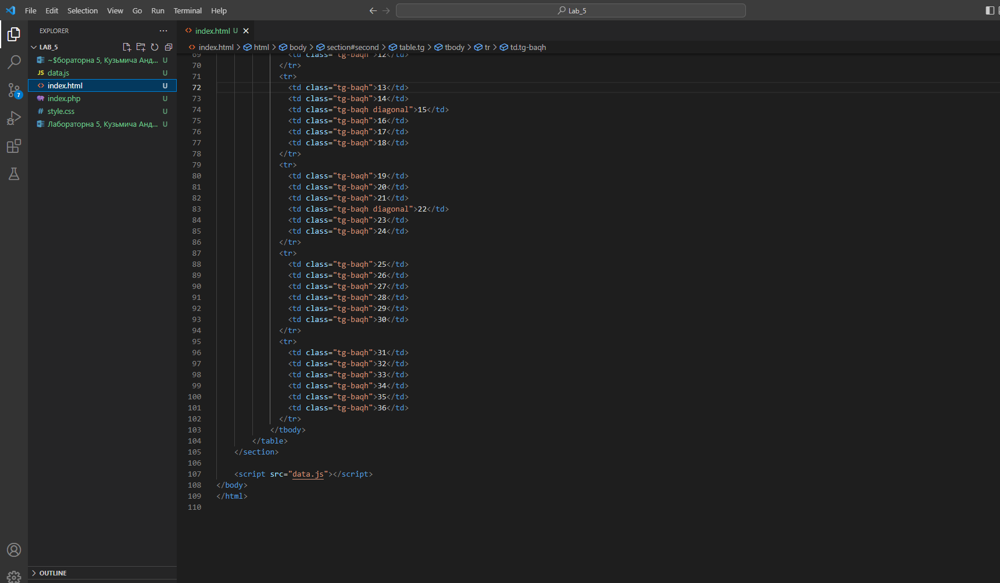 File Edit Selection View Go Run Terminal Help
Lab_5
EXPLORER
LAB_5
~$бораторна 5, Кузьмича Анд... U
data.js U
index.html U
index.php U
style.css U
Лабораторна 5, Кузьмича Анд... U
7
OUTLINE
index.html U
index.html > html > body > section#second > table.tg > tbody > tr > td.tg-baqh
69 <td class="tg-baqh">12</td>
70 </tr>
71 <tr>
72 <td class="tg-baqh">13</td>
73 <td class="tg-baqh">14</td>
74 <td class="tg-baqh diagonal">15</td>
75 <td class="tg-baqh">16</td>
76 <td class="tg-baqh">17</td>
77 <td class="tg-baqh">18</td>
78 </tr>
79 <tr>
80 <td class="tg-baqh">19</td>
81 <td class="tg-baqh">20</td>
82 <td class="tg-baqh">21</td>
83 <td class="tg-baqh diagonal">22</td>
84 <td class="tg-baqh">23</td>
85 <td class="tg-baqh">24</td>
86 </tr>
87 <tr>
88 <td class="tg-baqh">25</td>
89 <td class="tg-baqh">26</td>
90 <td class="tg-baqh">27</td>
91 <td class="tg-baqh">28</td>
92 <td class="tg-baqh">29</td>
93 <td class="tg-baqh">30</td>
94 </tr>
95 <tr>
96 <td class="tg-baqh">31</td>
97 <td class="tg-baqh">32</td>
98 <td class="tg-baqh">33</td>
99 <td class="tg-baqh">34</td>
100 <td class="tg-baqh">35</td>
101 <td class="tg-baqh">36</td>
102 </tr>
103 </tbody>
104 </table>
105 </section>
106
107 <script src="data.js"></script>
108 </body>
109 </html>
110